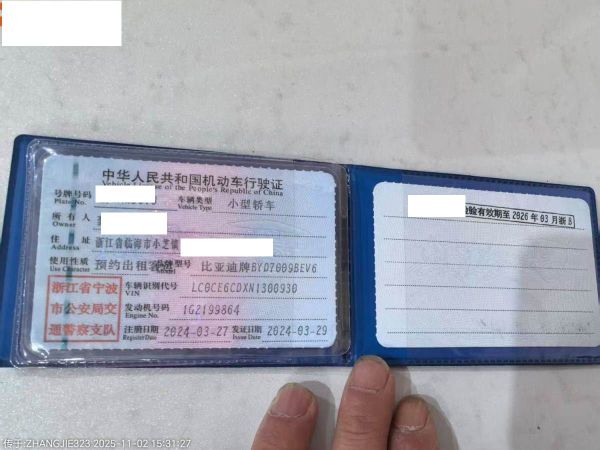 中华人民共和国机动车行驶证
Vehicle License of the People's Republic of China
号牌号码
Plate No.
车辆类型 小型轿车
Vehicle Type
所有人
Owner
住址 浙江省临海市小芝镇
Address
使用性质 预约出租客
Use Character
品牌型号 比亚迪牌BYD7009BEV6
车辆识别代号 LC0CE6CDXN1300930
VIN
发动机号码 1G2199864
Engine No.
注册日期 2024-03-27
Register Date
发证日期 2024-03-29
Issue Date
浙江省宁波
市公安局交
通警察支队
检验有效期至2026年03月浙B
传于:ZHANGJIE323 2025-11-02 15:31:27